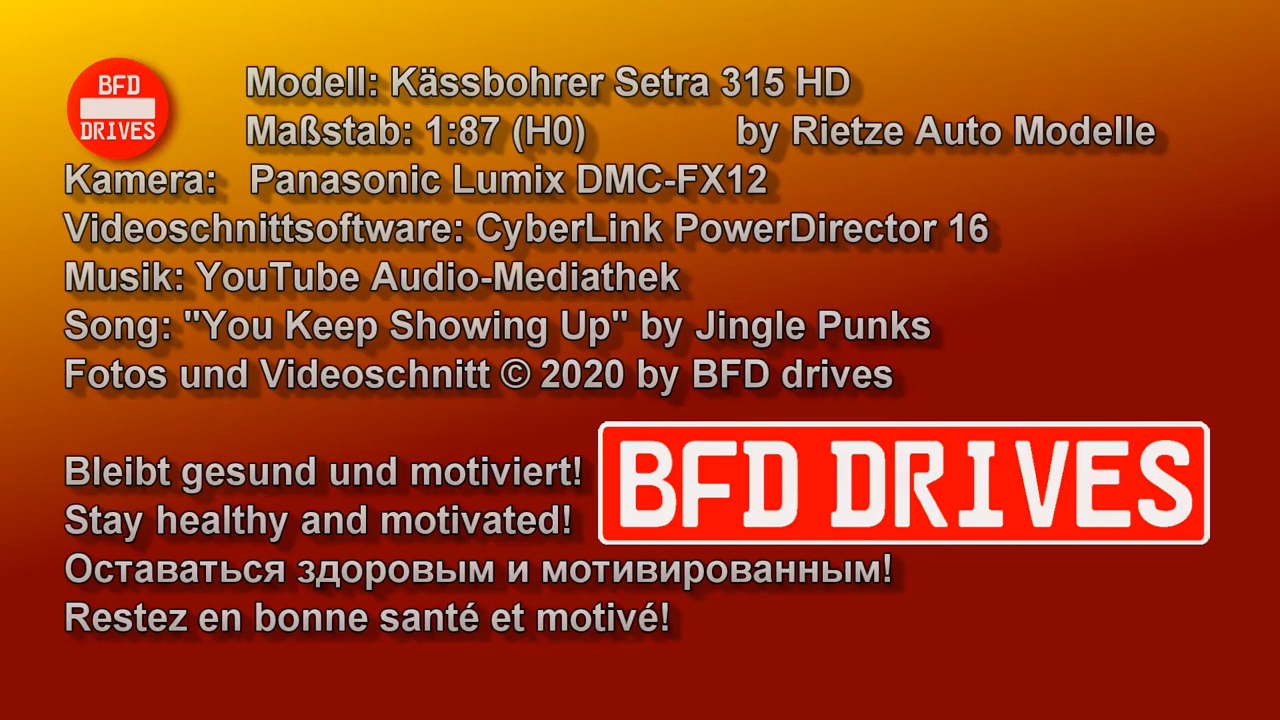 BFD
DRIVES
Modell: Kässbohrer Setra 315 HD
Maßstab: 1:87 (H0) by Rietze Auto Modelle
Kamera: Panasonic Lumix DMC-FX12
Videoschnittsoftware: CyberLink PowerDirector 16
Musik: YouTube Audio-Mediathek
Song: "You Keep Showing Up" by Jingle Punks
Fotos und Videoschnitt © 2020 by BFD drives
BFD DRIVES
Bleibt gesund und motiviert!
Stay healthy and motivated!
Оставаться здоровым и мотивированным!
Restez en bonne santé et motivé!